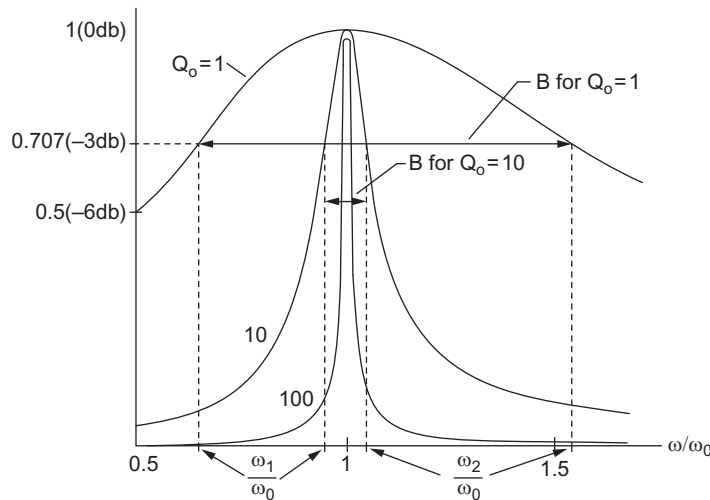 1(0db)
Qₒ=1
B for Qₒ=1
0.707(–3db)
B for Qₒ=10
0.5(–6db)
10
100
0.5
ω₁
ω₀
1
ω₂
ω₀
1.5
ω/ω₀